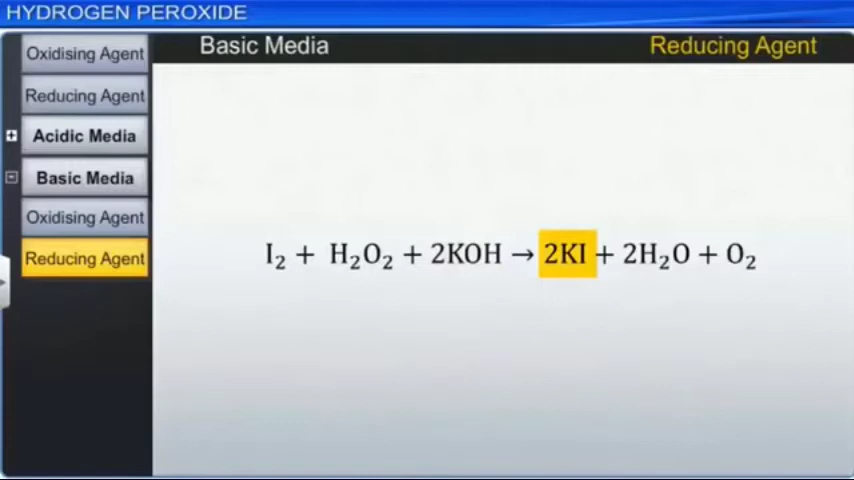 HYDROGEN PEROXIDE
Oxidising Agent
Reducing Agent
Acidic Media
Basic Media
Oxidising Agent
Reducing Agent
Basic Media
Reducing Agent
I₂ + H₂O₂ + 2KOH → 2KI + 2H₂O + O₂